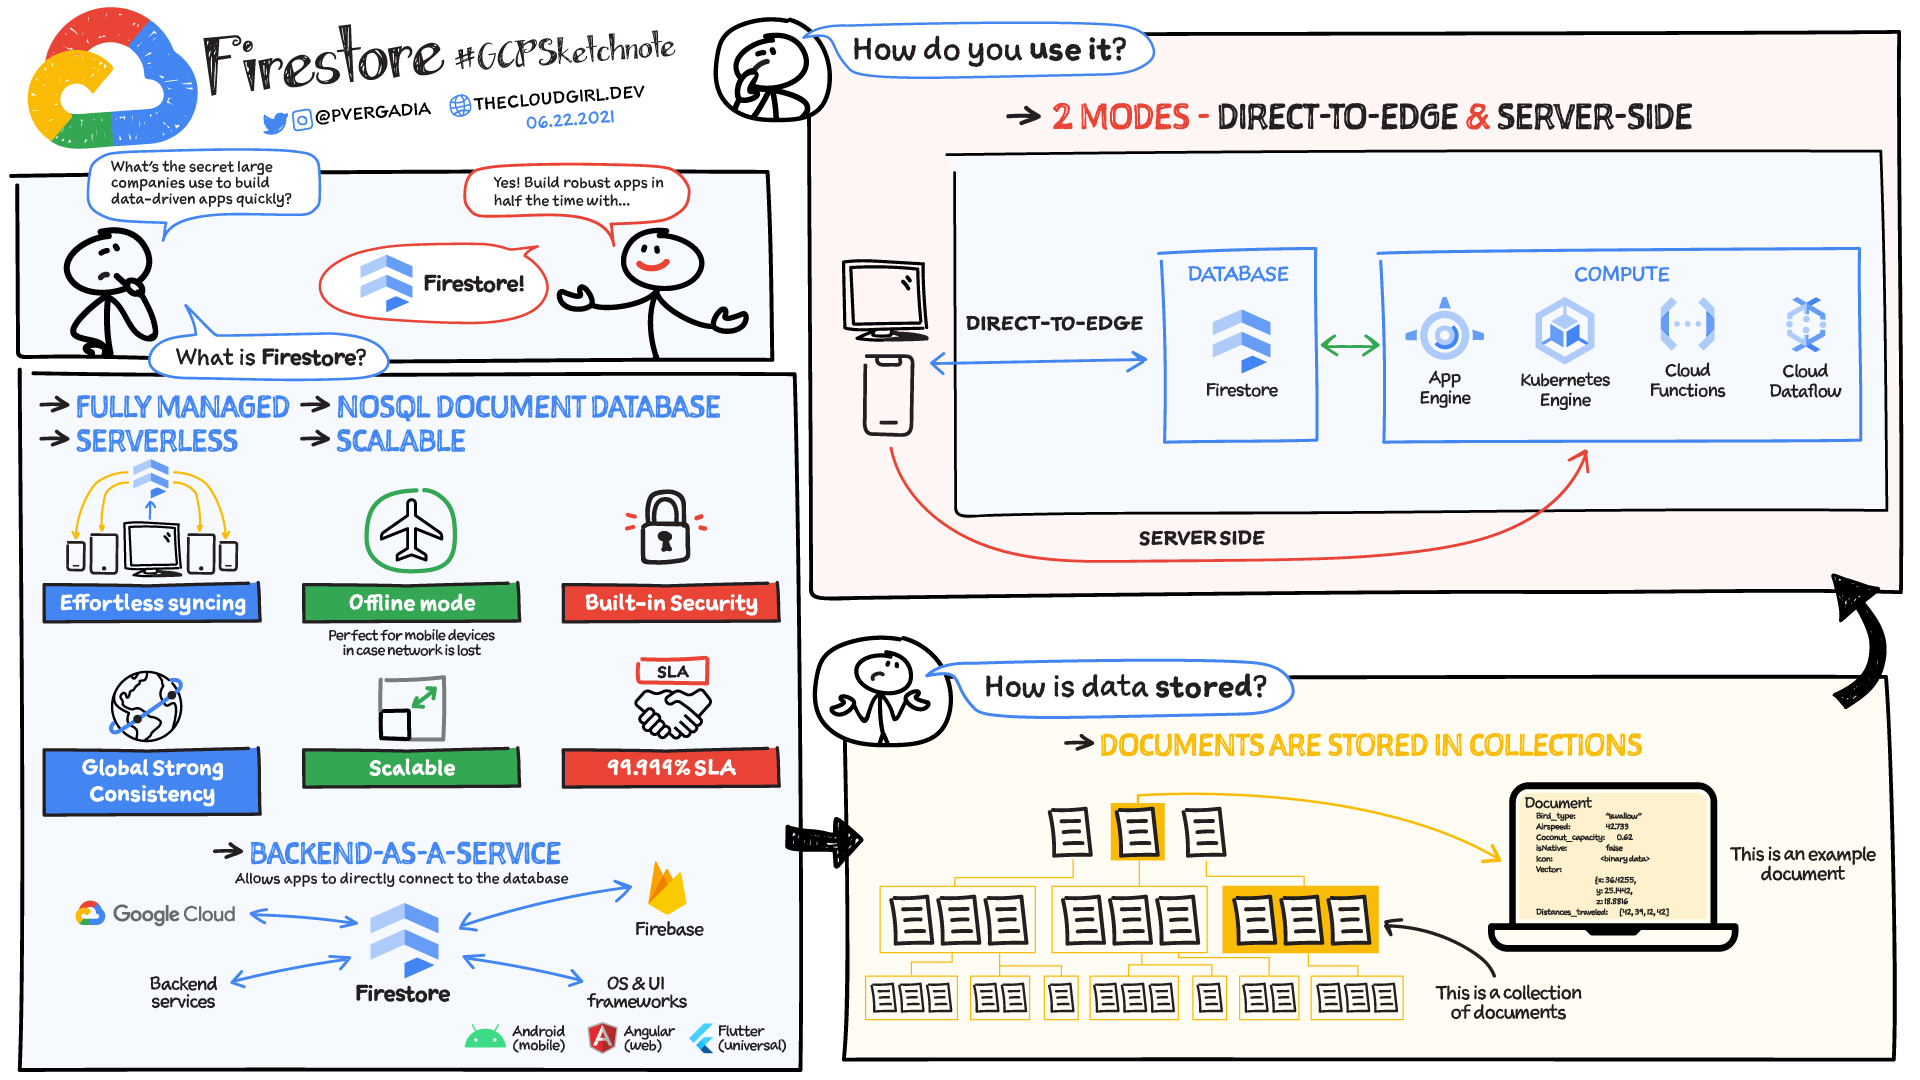 Firestore #GCPSketchnote
@PVERGADIA
THECLOUDGIRL.DEV
06.22.2021
What's the secret large
companies use to build
data-driven apps quickly?
Yes! Build robust apps in
half the time with...
Firestore!
What is Firestore?
→ FULLY MANAGED
→ NOSQL DOCUMENT DATABASE
→ SERVERLESS
→ SCALABLE
Effortless syncing
Offline mode
Perfect for mobile devices
in case network is lost
Built-in Security
Global Strong
Consistency
Scalable
SLA
99.999% SLA
→ BACKEND-AS-A-SERVICE
Allows apps to directly connect to the database
Google Cloud
Firebase
Backend
services
Firestore
OS & UI
frameworks
Android
(mobile)
Angular
(web)
Flutter
(universal)
How do you use it?
→ 2 MODES - DIRECT-TO-EDGE & SERVER-SIDE
DIRECT-TO-EDGE
DATABASE
Firestore
COMPUTE
App
Engine
Kubernetes
Engine
Cloud
Functions
Cloud
Dataflow
SERVER SIDE
How is data stored?
→ DOCUMENTS ARE STORED IN COLLECTIONS
Document
Bird_type: "swallow"
Airspeed: 42.733
Coconut_capacity: 0.62
isNative: false
Icon: <binary data>
Vector:
{x: 36.4255,
y: 25.1442,
z: 18.8816
Distances_traveled: [42, 39, 12, 42]
This is an example
document
This is a collection
of documents